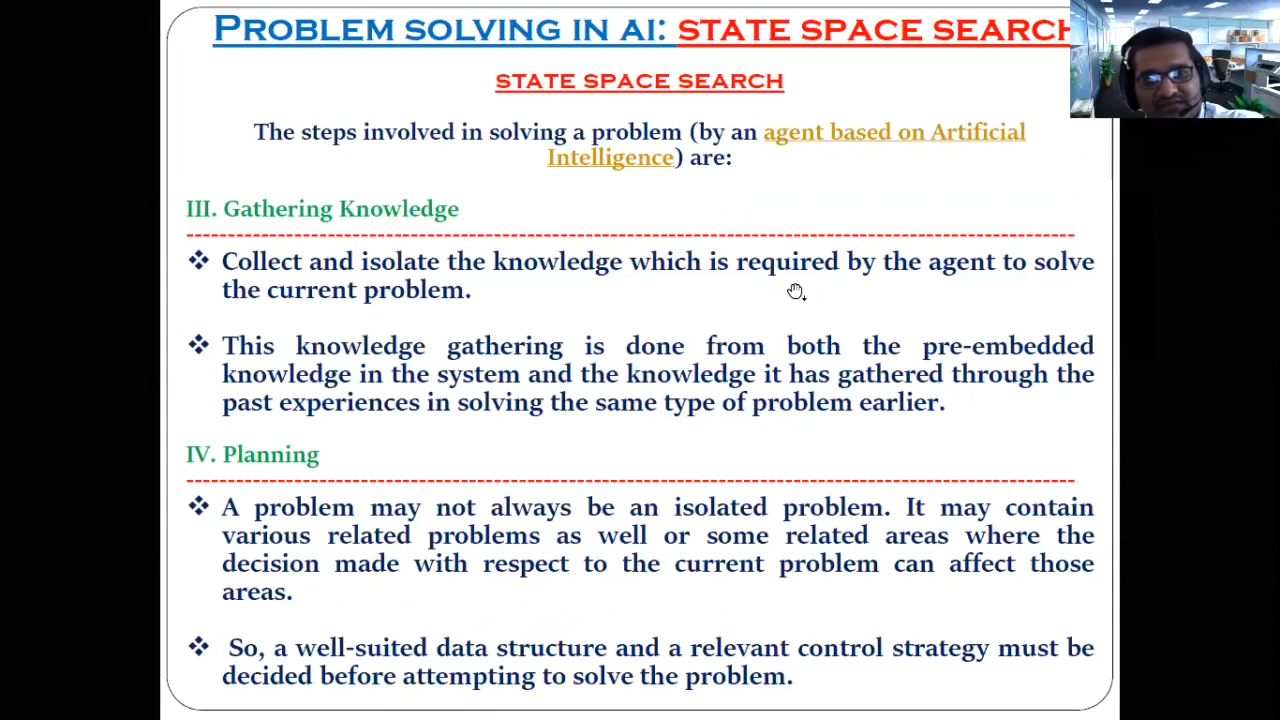 PROBLEM SOLVING IN AI: STATE SPACE SEARCH
STATE SPACE SEARCH
The steps involved in solving a problem (by an agent based on Artificial
Intelligence) are:
III. Gathering Knowledge
❖ Collect and isolate the knowledge which is required by the agent to solve
the current problem.
❖ This knowledge gathering is done from both the pre-embedded
knowledge in the system and the knowledge it has gathered through the
past experiences in solving the same type of problem earlier.
IV. Planning
❖ A problem may not always be an isolated problem. It may contain
various related problems as well or some related areas where the
decision made with respect to the current problem can affect those
areas.
❖ So, a well-suited data structure and a relevant control strategy must be
decided before attempting to solve the problem.